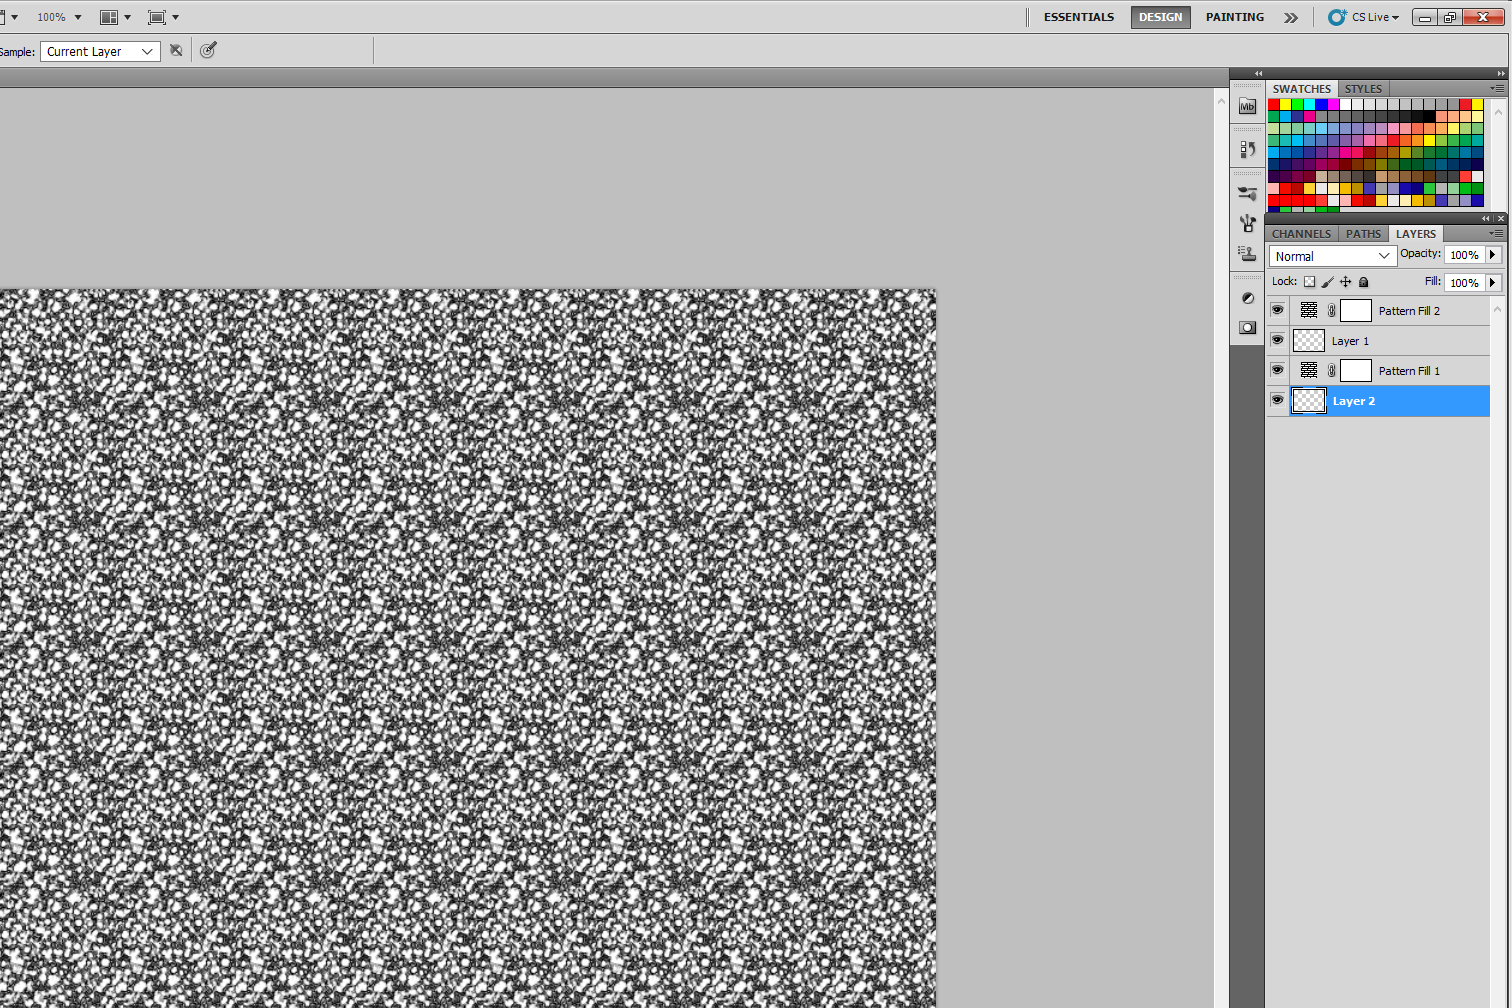 100%
ESSENTIALS DESIGN PAINTING CS Live
Sample: Current Layer
SWATCHES STYLES
Mb
CHANNELS PATHS LAYERS
Normal Opacity: 100%
Lock: Fill: 100%
Pattern Fill 2
Layer 1
Pattern Fill 1
Layer 2